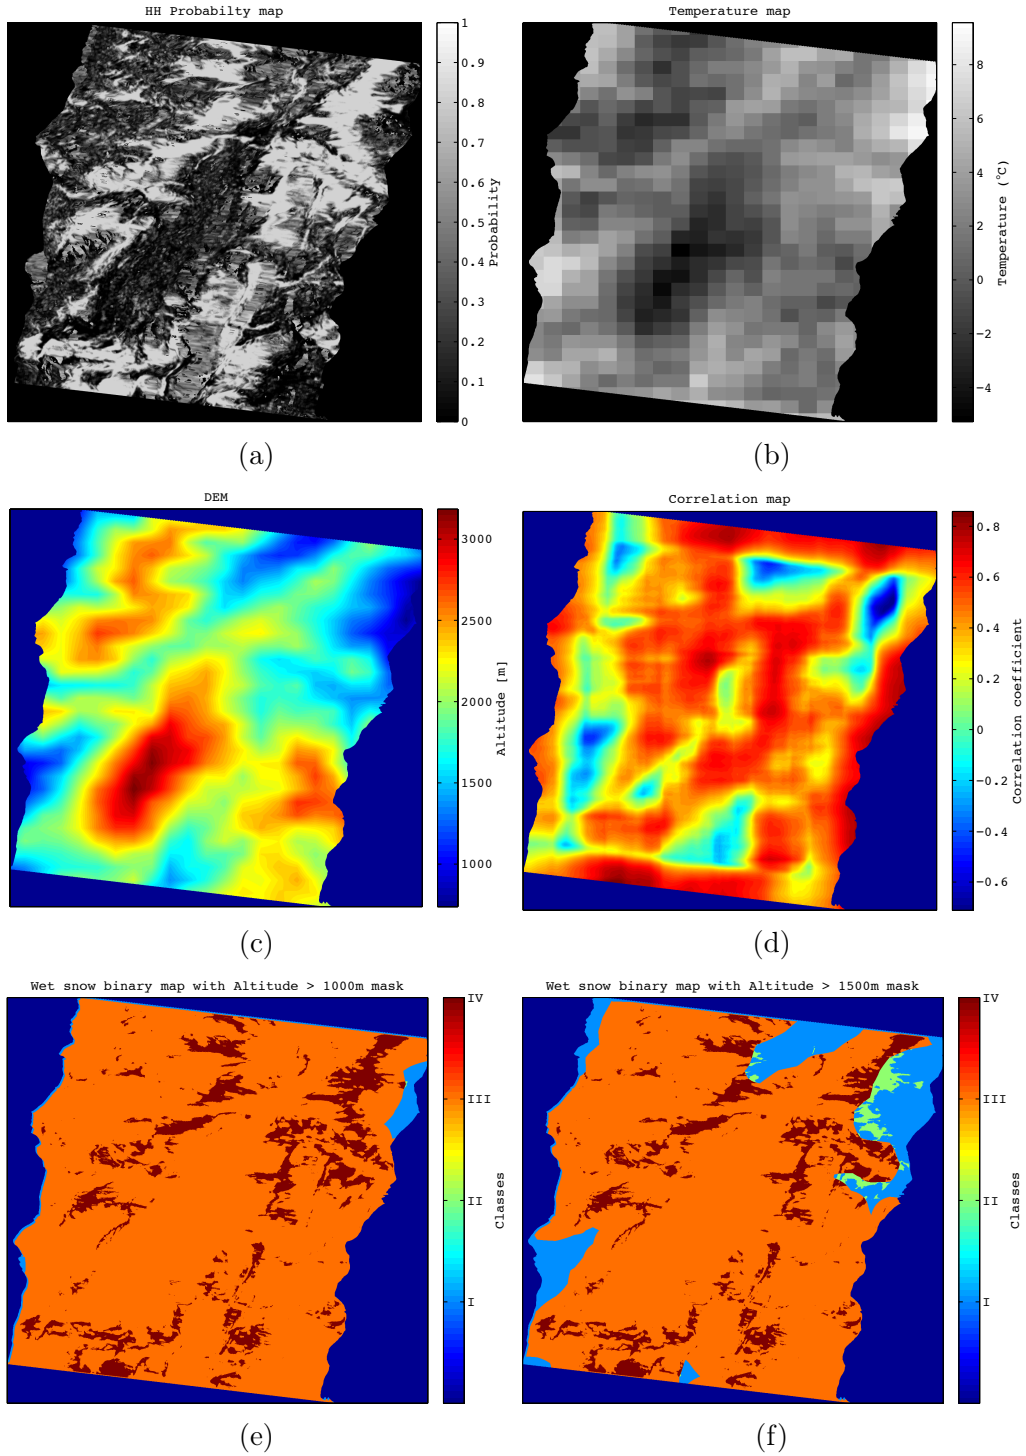 HH Probabilty map
1
0.9
0.8
0.7
0.6
0.5
0.4
0.3
0.2
0.1
0
Probability
(a)
Temperature map
8
6
4
2
0
−2
−4
Temperature (°C)
(b)
DEM
3000
2500
2000
1500
1000
Altitude [m]
(c)
Correlation map
0.8
0.6
0.4
0.2
0
−0.2
−0.4
−0.6
Correlation coefficient
(d)
Wet snow binary map with Altitude > 1000m mask
IV
III
II
I
Classes
(e)
Wet snow binary map with Altitude > 1500m mask
IV
III
II
I
Classes
(f)